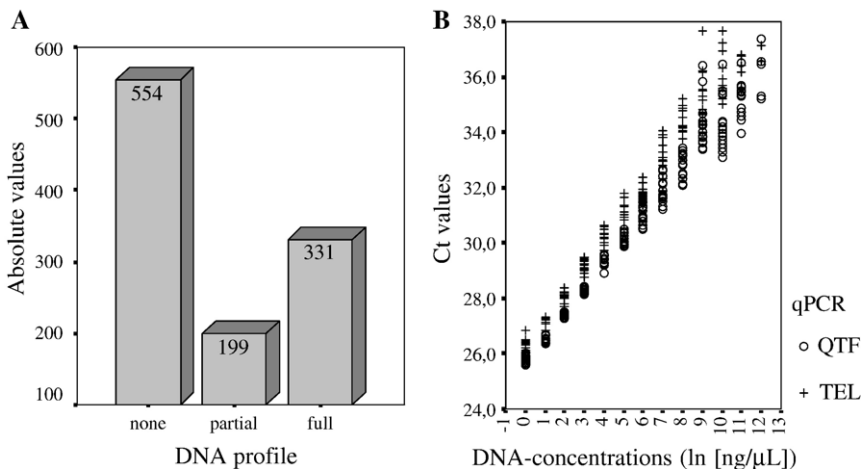 A
600
500
400
300
200
100
Absolute values
554
199
331
none partial full
DNA profile
B
38,0
36,0
34,0
32,0
30,0
28,0
26,0
24,0
Ct values
-1 0 1 2 3 4 5 6 7 8 9 10 11 12 13
DNA-concentrations (ln [ng/μL])
qPCR
QTF
TEL